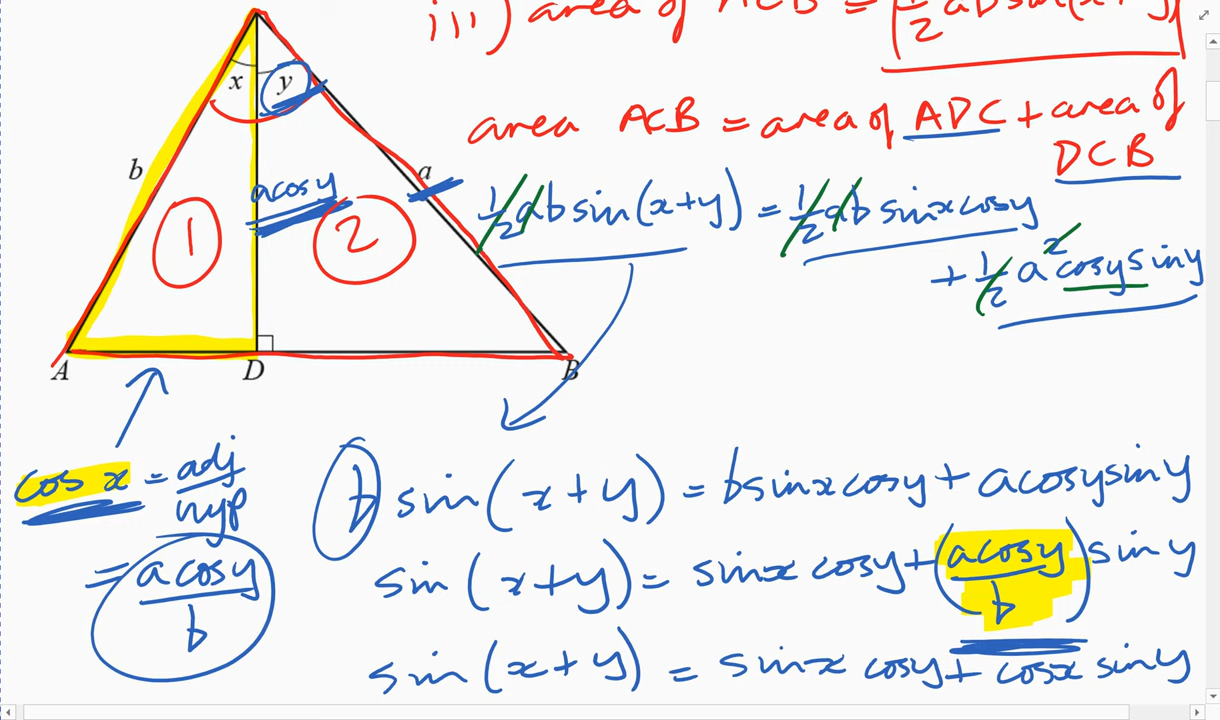 iii) area of ACB = 1/2 ab sin(x+y)
x y
b
a
area ACB = area of ADC + area of DCB
acosy
1
2
1/2 ab sin(x+y) = 1/2 ab sinx cosy
+ 1/2 a² cosy siny
A
D
B
cos x = adj/hyp
= acosy/b
b sin(x+y) = bsinx cosy + acosy siny
sin(x+y) = sinx cosy + (acosy/b) siny
sin(x+y) = sinx cosy + cosx siny